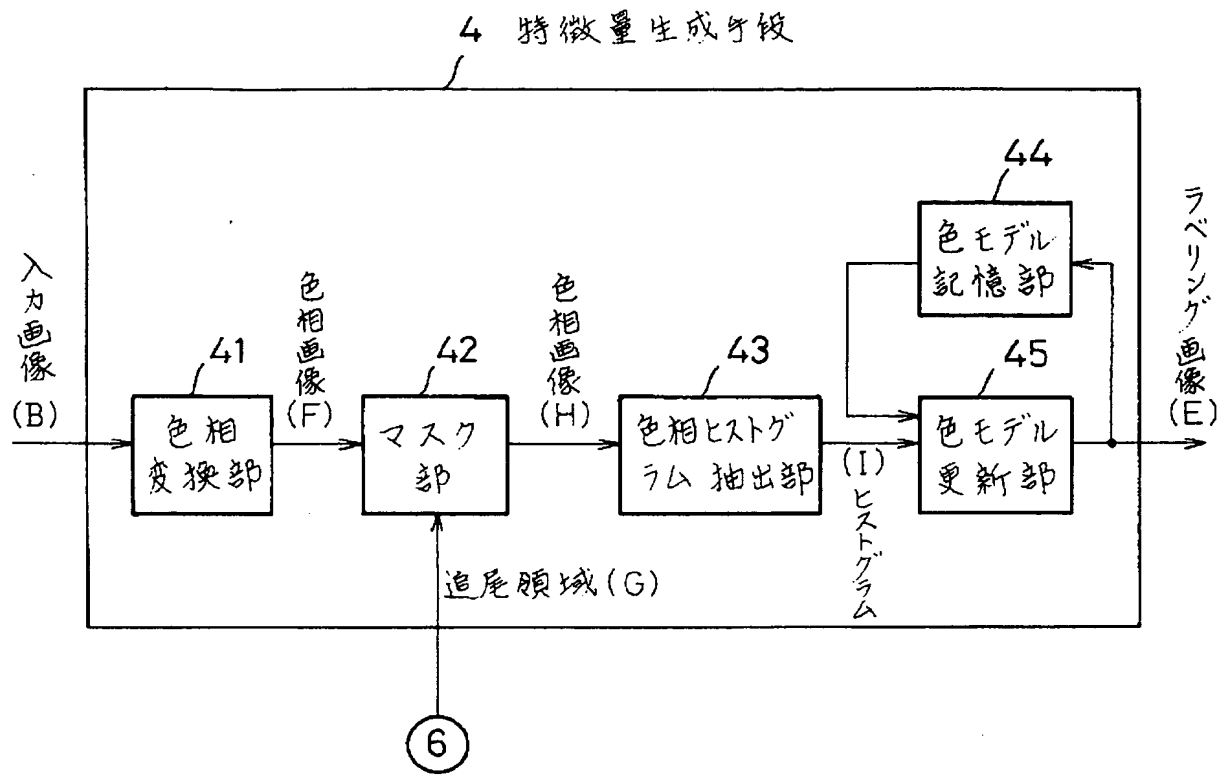 4 特徴量生成手段
44
色モデル
記憶部
ラベリング画像
(E)
入力画像
(B)
41
色相
変換部
色相画像
(F)
42
マスク
部
色相画像
(H)
43
色相ヒストグ
ラム抽出部
(I)
ヒストグラム
45
色モデル
更新部
追尾領域(G)
6